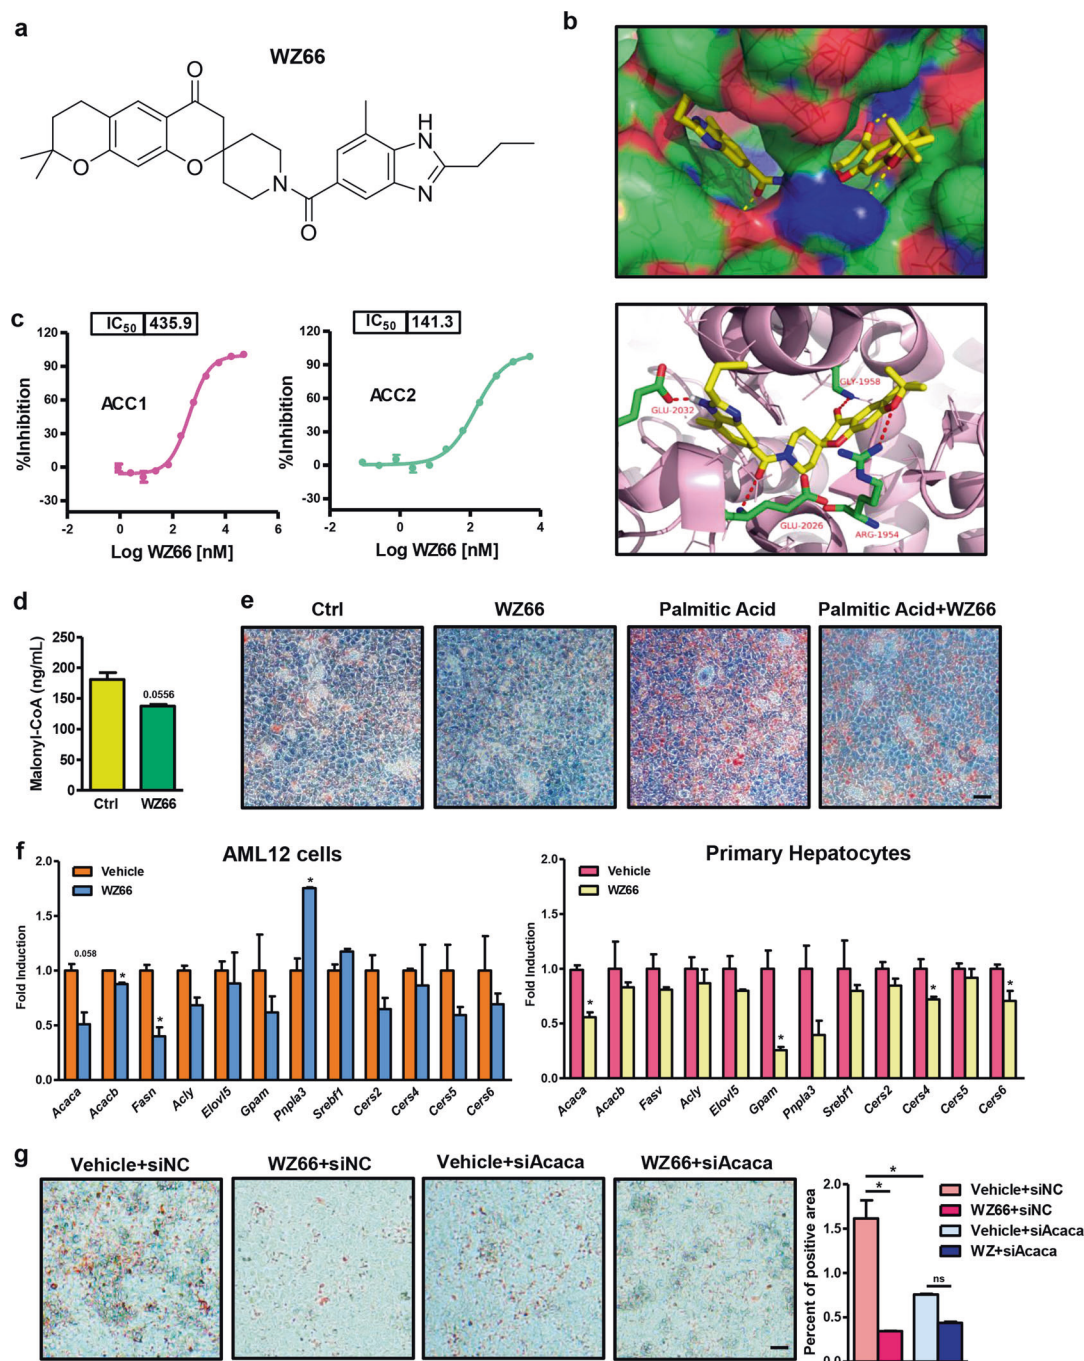 a
WZ66
O
O
O
N
O
H
N
N
b
GLY-1958
GLU-2032
GLU-2026
ARG-1954
c
IC50 435.9
120
90
60
30
0
-30
%Inhibition
ACC1
-2 0 2 4 6
Log WZ66 [nM]
IC50 141.3
120
90
60
30
0
-30
%Inhibition
ACC2
-2 0 2 4
Log WZ66 [nM]
d
250
200
150
100
50
0
Malonyl-CoA (ng/mL)
0.0556
Ctrl WZ66
e
Ctrl
WZ66
Palmitic Acid
Palmitic Acid+WZ66
f
AML12 cells
Vehicle
WZ66
2.0
1.5
1.0
0.5
0.0
Fold Induction
0.058
*
*
*
Acaca Acacb Fasn Acly Elovl5 Gpam Pnpla3 Srebf1 Cers2 Cers4 Cers5 Cers6
Primary Hepatocytes
Vehicle
WZ66
2.0
1.5
1.0
0.5
0.0
Fold Induction
*
*
*
*
Acaca Acacb Fasv Acly Elovl5 Gpam Pnpla3 Srebf1 Cers2 Cers4 Cers5 Cers6
g
Vehicle+siNC
WZ66+siNC
Vehicle+siAcaca
WZ66+siAcaca
2.0
1.5
1.0
0.5
0.0
Percent of positive area
*
*
ns
Vehicle+siNC
WZ66+siNC
Vehicle+siAcaca
WZ+siAcaca